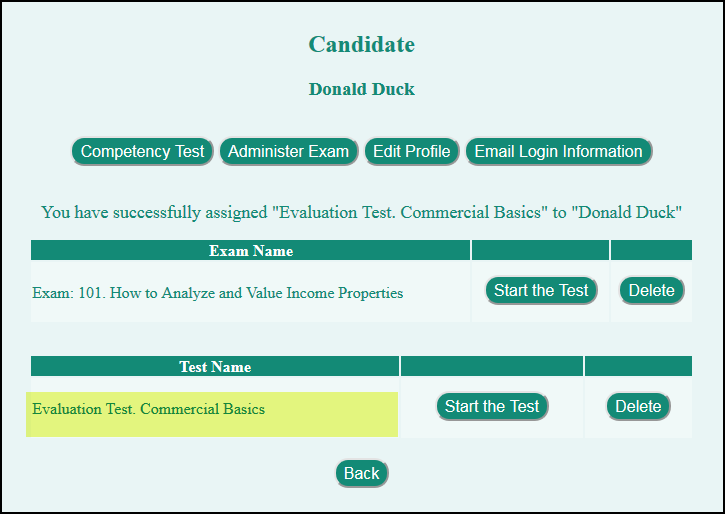 Candidate
Donald Duck
Competency Test Administer Exam Edit Profile Email Login Information
You have successfully assigned "Evaluation Test. Commercial Basics" to "Donald Duck"
Exam Name
Exam: 101. How to Analyze and Value Income Properties Start the Test Delete
Test Name
Evaluation Test. Commercial Basics Start the Test Delete
Back